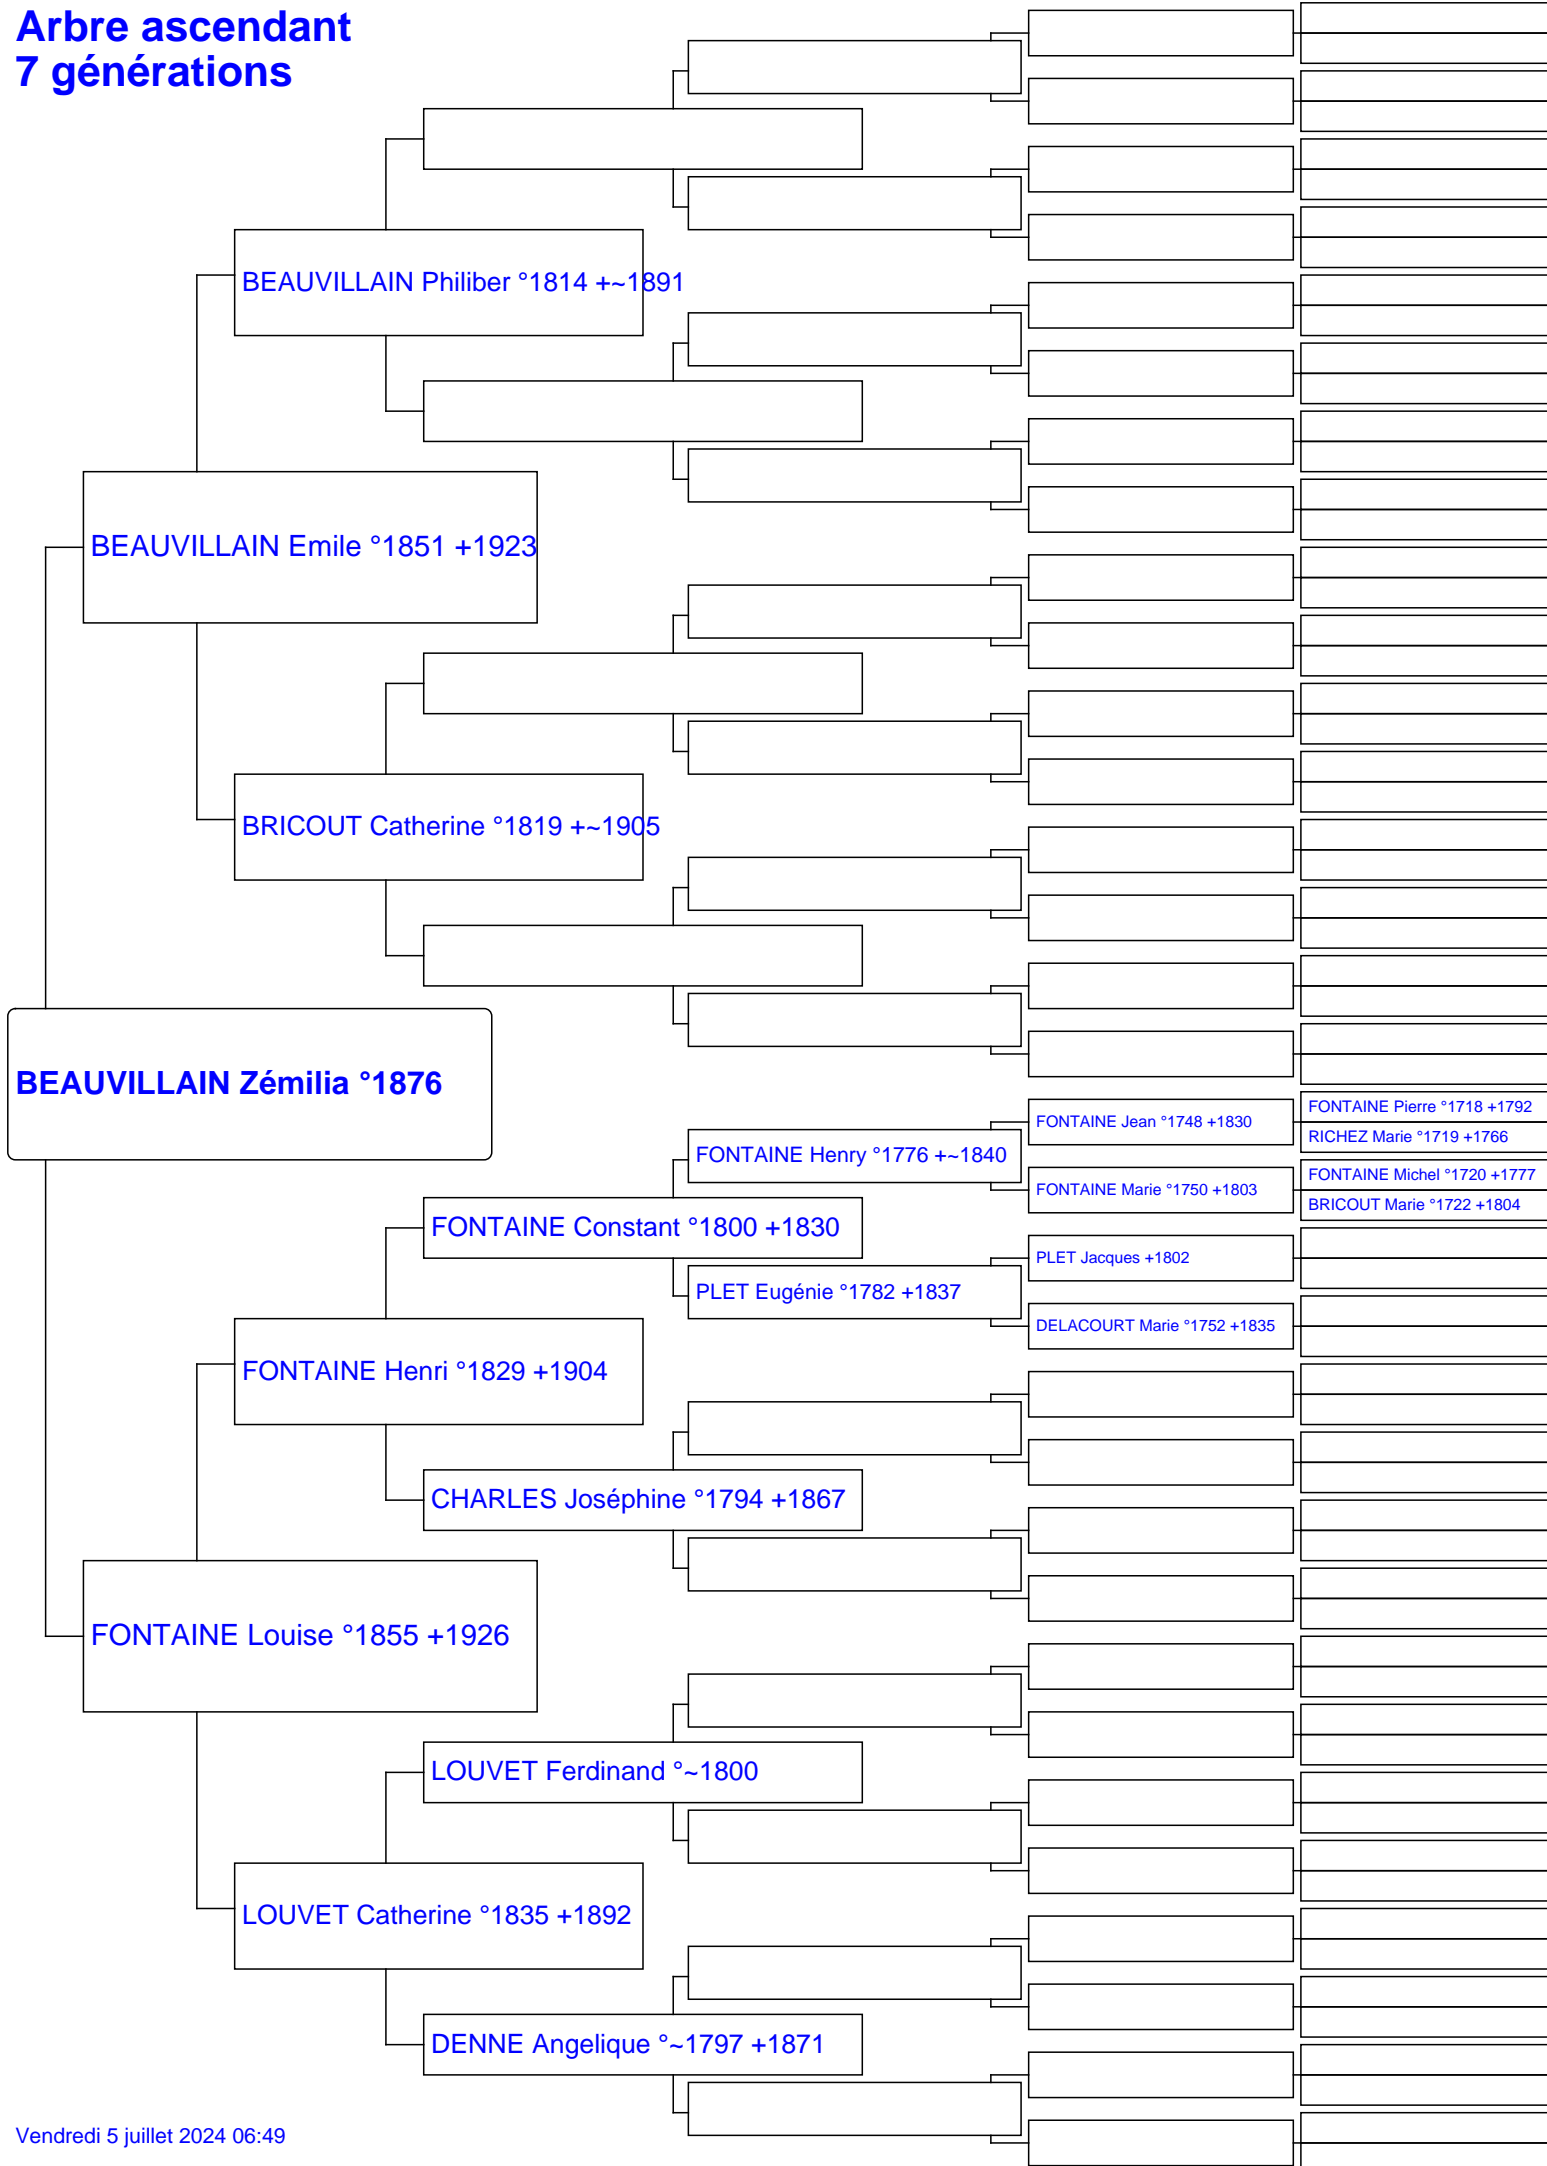 Arbre ascendant
7 générations
BEAUVILLAIN Philiber °1814 +~1891
BEAUVILLAIN Emile °1851 +1923
BRICOUT Catherine °1819 +~1905
BEAUVILLAIN Zémilia °1876
FONTAINE Pierre °1718 +1792
FONTAINE Jean °1748 +1830
RICHEZ Marie °1719 +1766
FONTAINE Henry °1776 +~1840
FONTAINE Michel °1720 +1777
FONTAINE Marie °1750 +1803
BRICOUT Marie °1722 +1804
FONTAINE Constant °1800 +1830
PLET Jacques +1802
PLET Eugénie °1782 +1837
DELACOURT Marie °1752 +1835
FONTAINE Henri °1829 +1904
CHARLES Joséphine °1794 +1867
FONTAINE Louise °1855 +1926
LOUVET Ferdinand °~1800
LOUVET Catherine °1835 +1892
DENNE Angelique °~1797 +1871
Vendredi 5 juillet 2024 06:49